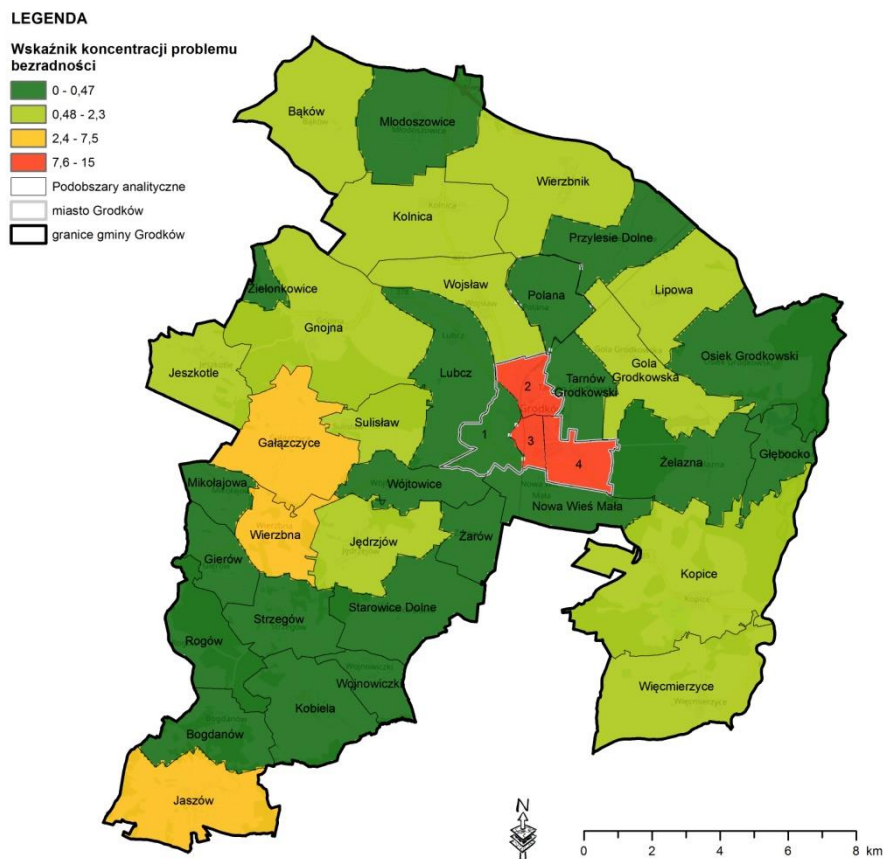 LEGENDA
Wskaźnik koncentracji problemu
bezradności
0 - 0,47
0,48 - 2,3
2,4 - 7,5
7,6 - 15
Podobszary analityczne
miasto Grodków
granice gminy Grodków
Bąków
Młodoszowice
Wierzbnik
Kolnica
Przylesie Dolne
Wojsław
Zielonkowice
Polana
Lipowa
Gnojna
Osiek Grodkowski
Jeszkotle
Lubcz
Gola
Grodkowska
Tarnów
Grodkowski
2
Sulisław
1
3
4
Gałązczyce
Żelazna
Głębocko
Mikołajowa
Wójtowice
Nowa Wieś Mała
Wierzbna
Jędrzjów
Żarów
Gierów
Kopice
Strzegów
Starowice Dolne
Rogów
Wojnowiczki
Więcmierzyce
Kobiela
Bogdanów
Jaszów
N
0 2 4 6 8 km